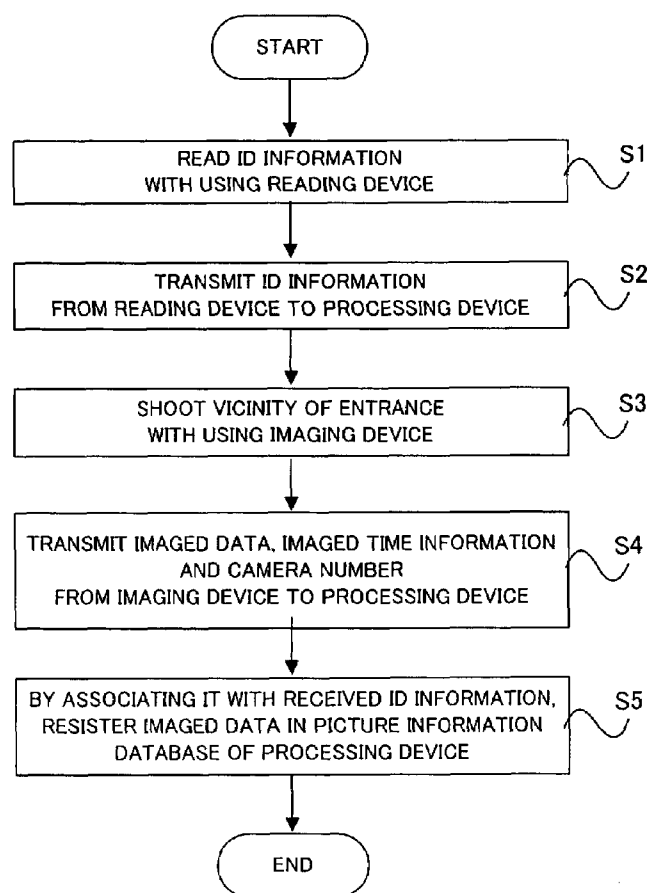 START
READ ID INFORMATION
WITH USING READING DEVICE
S1
TRANSMIT ID INFORMATION
FROM READING DEVICE TO PROCESSING DEVICE
S2
SHOOT VICINITY OF ENTRANCE
WITH USING IMAGING DEVICE
S3
TRANSMIT IMAGED DATA, IMAGED TIME INFORMATION
AND CAMERA NUMBER
FROM IMAGING DEVICE TO PROCESSING DEVICE
S4
BY ASSOCIATING IT WITH RECEIVED ID INFORMATION,
RESISTER IMAGED DATA IN PICTURE INFORMATION
DATABASE OF PROCESSING DEVICE
S5
END